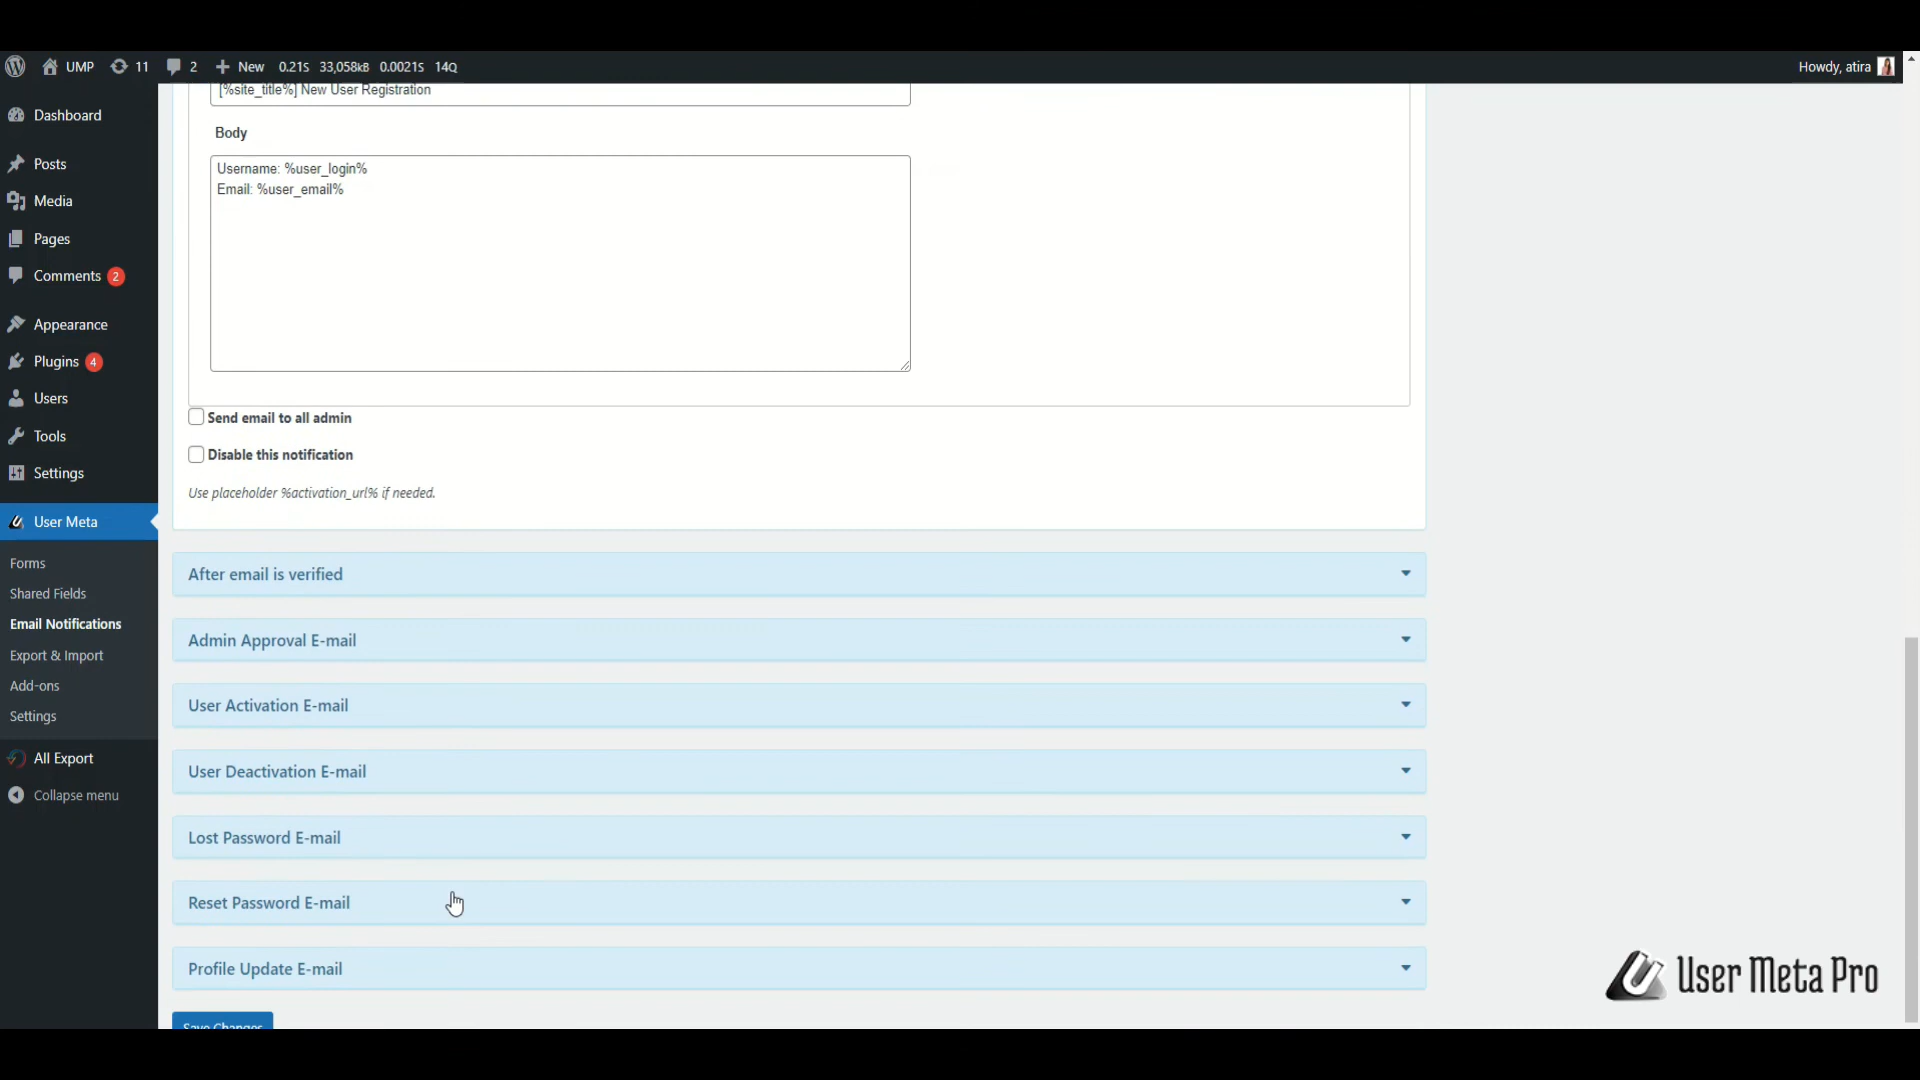 UMP 11 2 New 0.21S 33,058kB 0.0021S 14Q Howdy, atira
Dashboard
Posts
Media
Pages
Comments 2
Appearance
Plugins 4
Users
Tools
Settings
User Meta
Forms
Shared Fields
Email Notifications
Export & Import
Add-ons
Settings
All Export
Collapse menu
[%site_title%] New User Registration
Body
Username: %user_login%
Email: %user_email%
Send email to all admin
Disable this notification
Use placeholder %activation_url% if needed.
After email is verified
Admin Approval E-mail
User Activation E-mail
User Deactivation E-mail
Lost Password E-mail
Reset Password E-mail
Profile Update E-mail
Save Changes
User Meta Pro